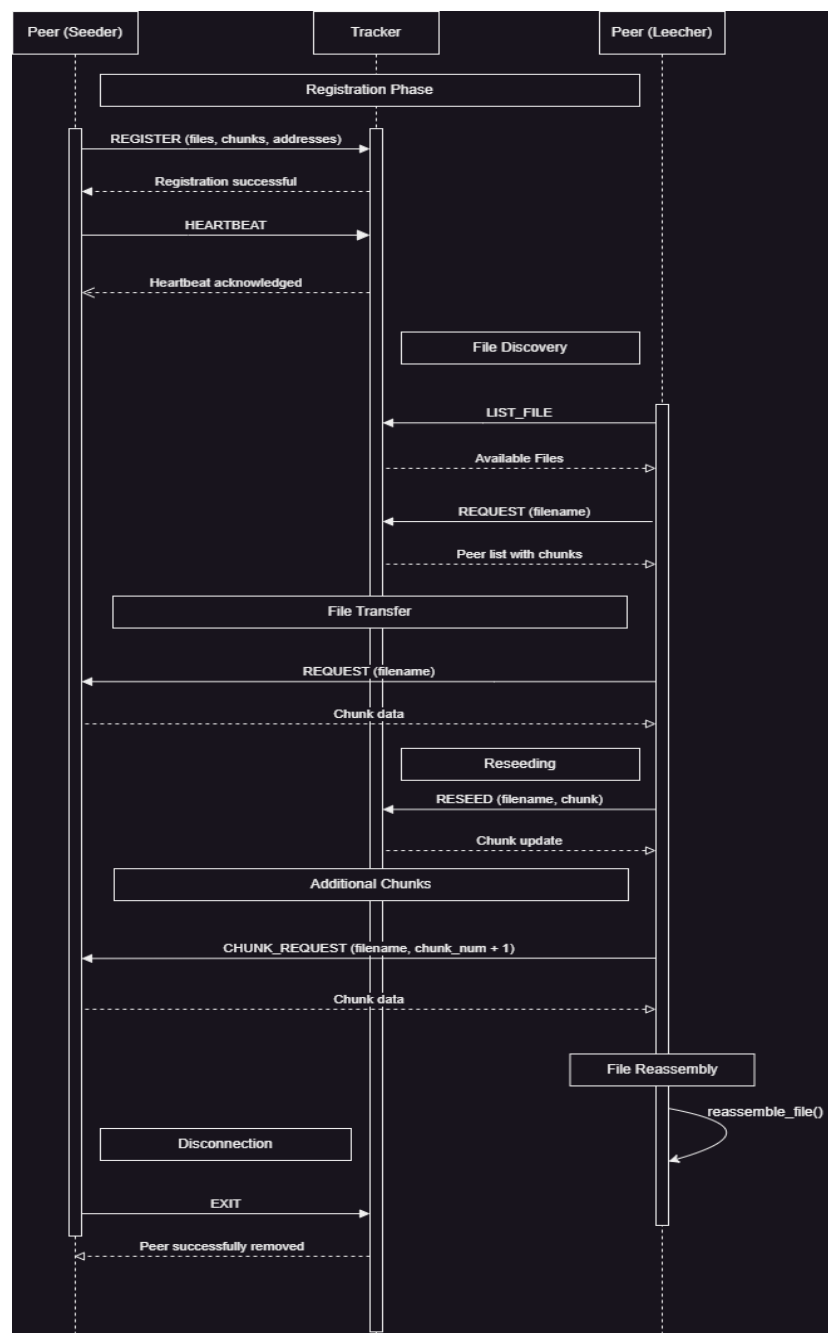 Peer (Seeder)
Tracker
Peer (Leecher)
Registration Phase
REGISTER (files, chunks, addresses)
Registration successful
HEARTBEAT
Heartbeat acknowledged
File Discovery
LIST_FILE
Available Files
REQUEST (filename)
Peer list with chunks
File Transfer
REQUEST (filename)
Chunk data
Reseeding
RESEED (filename, chunk)
Chunk update
Additional Chunks
CHUNK_REQUEST (filename, chunk_num + 1)
Chunk data
File Reassembly
reassemble_file()
Disconnection
EXIT
Peer successfully removed